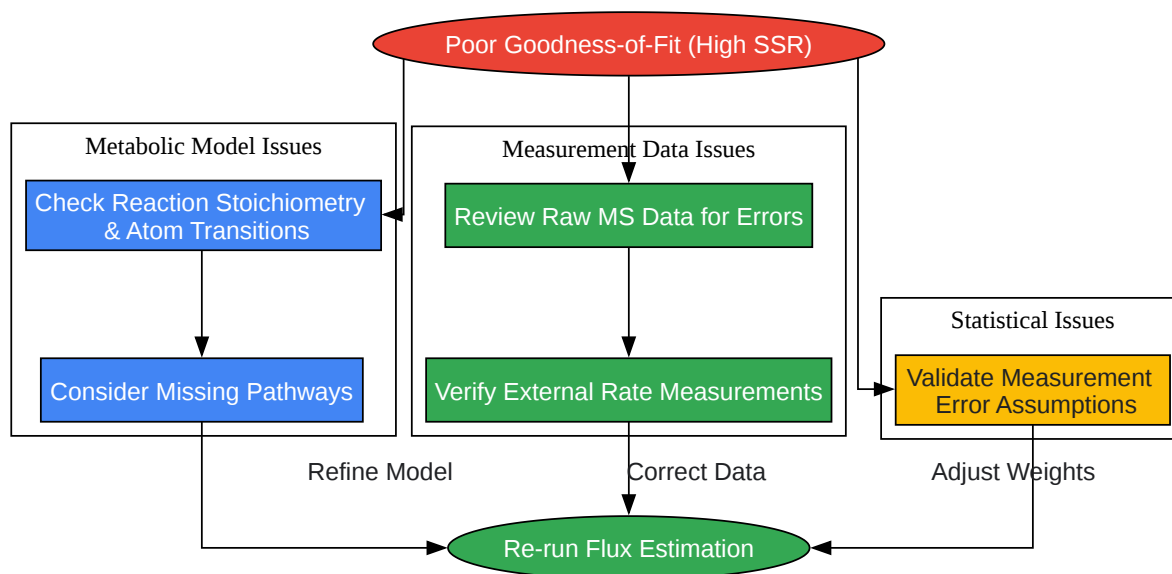 Poor Goodness-of-Fit (High SSR)
Metabolic Model Issues
Check Reaction Stoichiometry
& Atom Transitions
Consider Missing Pathways
Measurement Data Issues
Review Raw MS Data for Errors
Verify External Rate Measurements
Statistical Issues
Validate Measurement
Error Assumptions
Refine Model
Correct Data
Adjust Weights
Re-run Flux Estimation